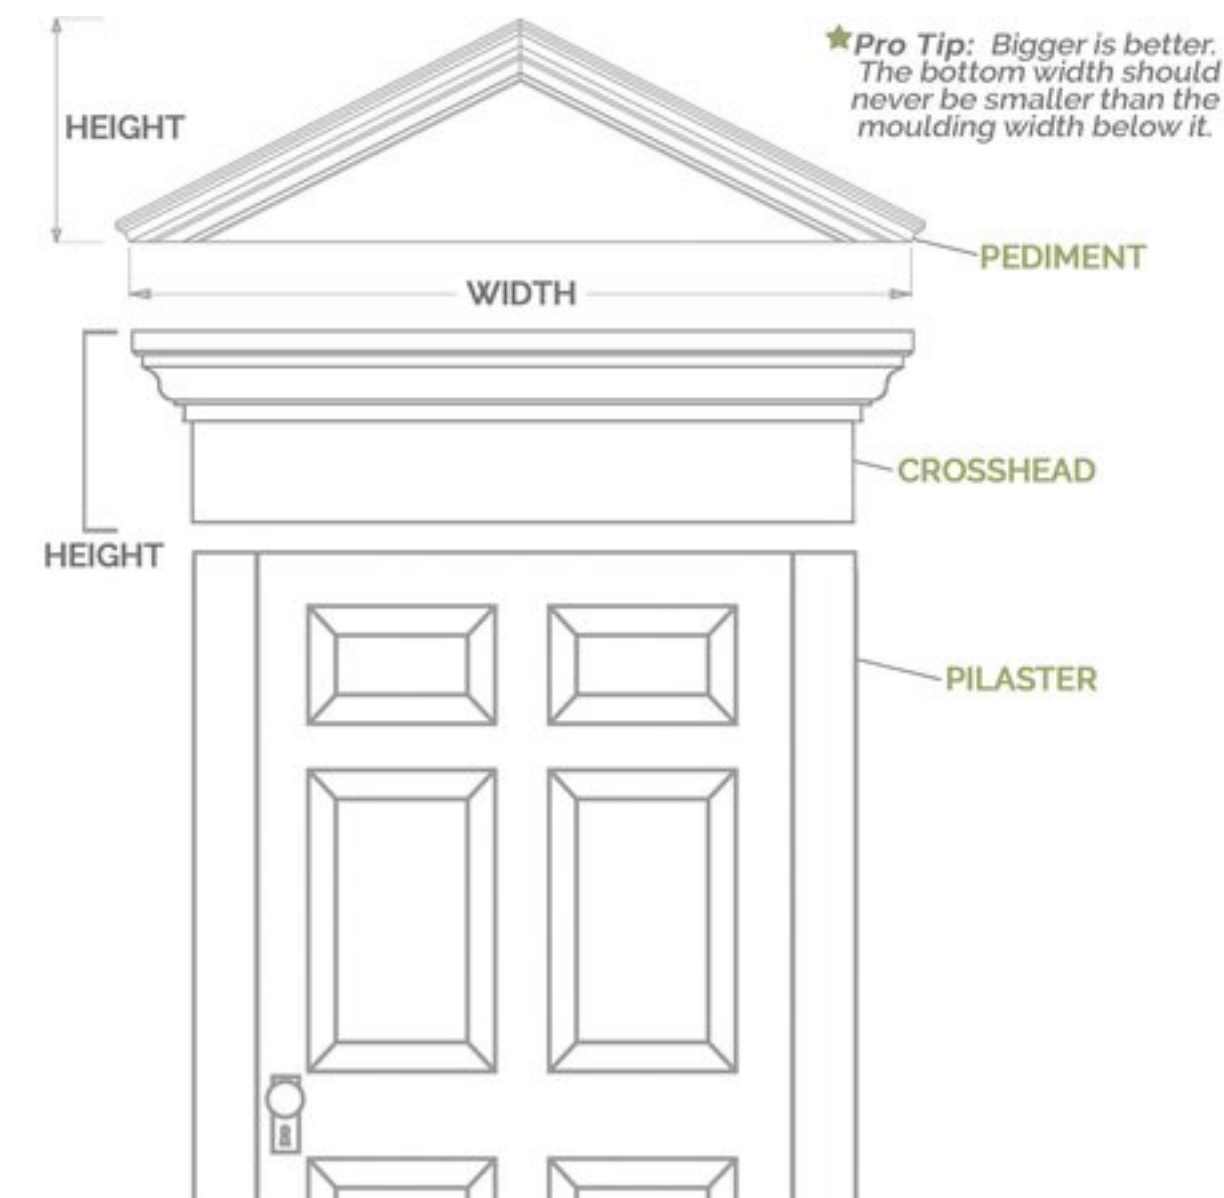 Pro Tip: Bigger is better.
The bottom width should
never be smaller than the
moulding width below it.
HEIGHT
PEDIMENT
WIDTH
CROSSHEAD
HEIGHT
PILASTER